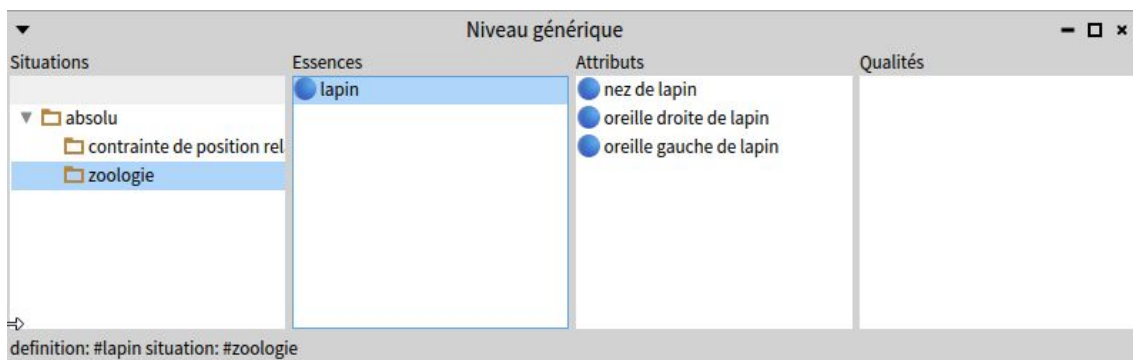 Niveau générique
Situations
Essences
Attributs
Qualités
absolu
contrainte de position rel
zoologie
lapin
nez de lapin
oreille droite de lapin
oreille gauche de lapin
definition: #lapin situation: #zoologie